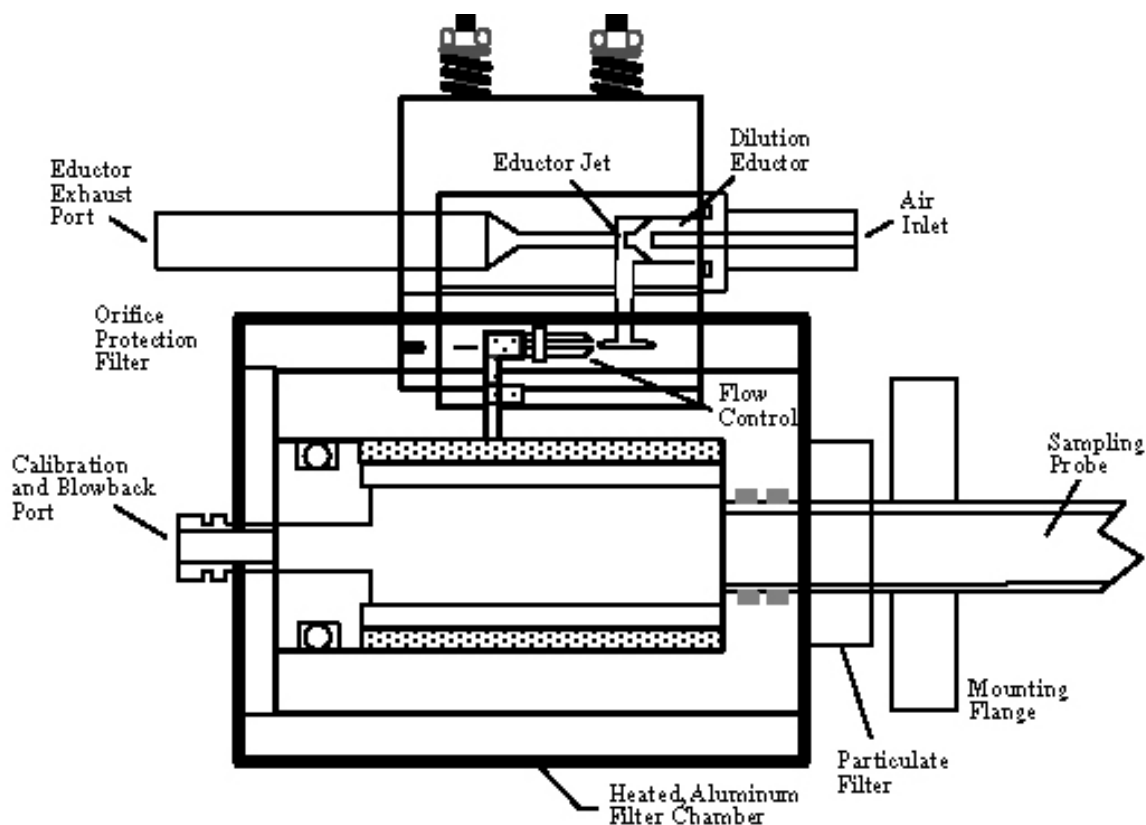 Eductor
Exhaust
Port
Eductor Jet
Dilution
Eductor
Air
Inlet
Orifice
Protection
Filter
Flow
Control
Calibration
and Blowback
Port
Sampling
Probe
Mounting
Flange
Particulate
Filter
Heated,Aluminum
Filter Chamber